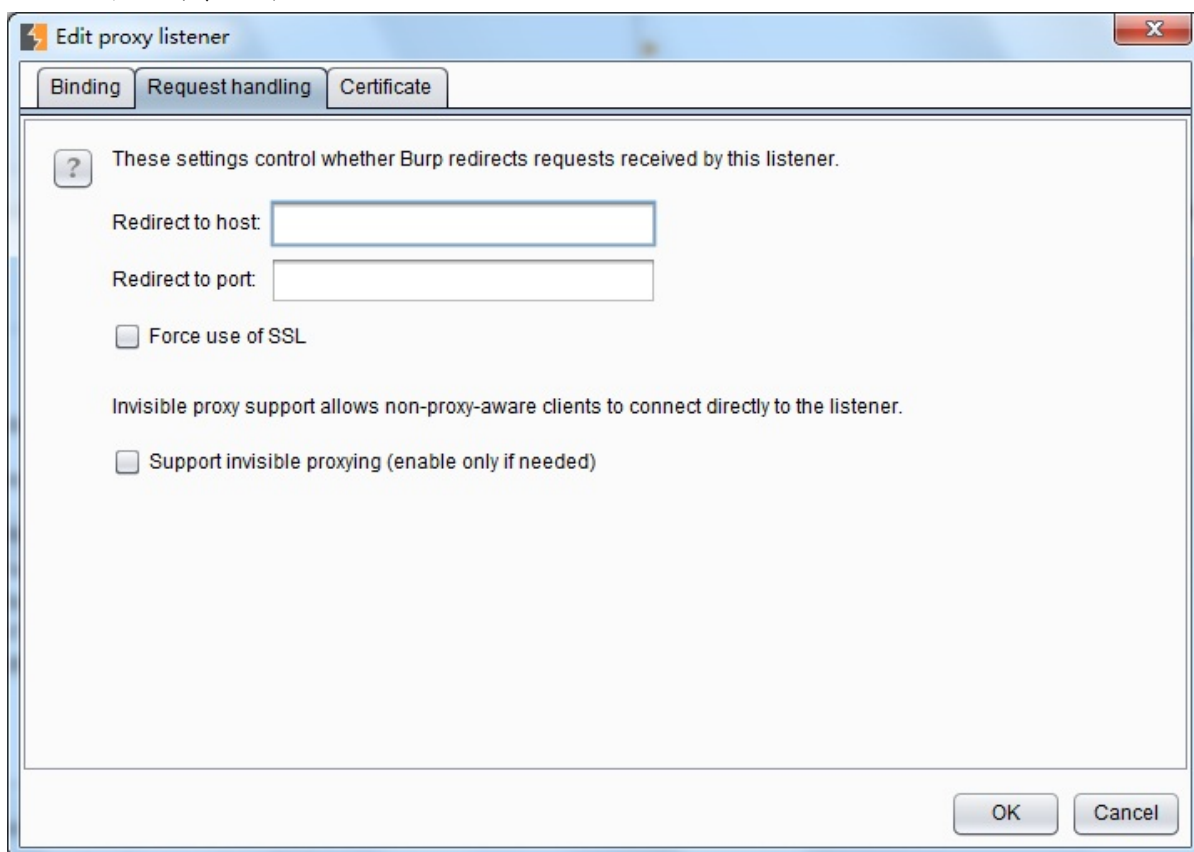 Edit proxy listener
Binding Request handling Certificate
? These settings control whether Burp redirects requests received by this listener.
Redirect to host:
Redirect to port:
Force use of SSL
Invisible proxy support allows non-proxy-aware clients to connect directly to the listener.
Support invisible proxying (enable only if needed)
OK Cancel